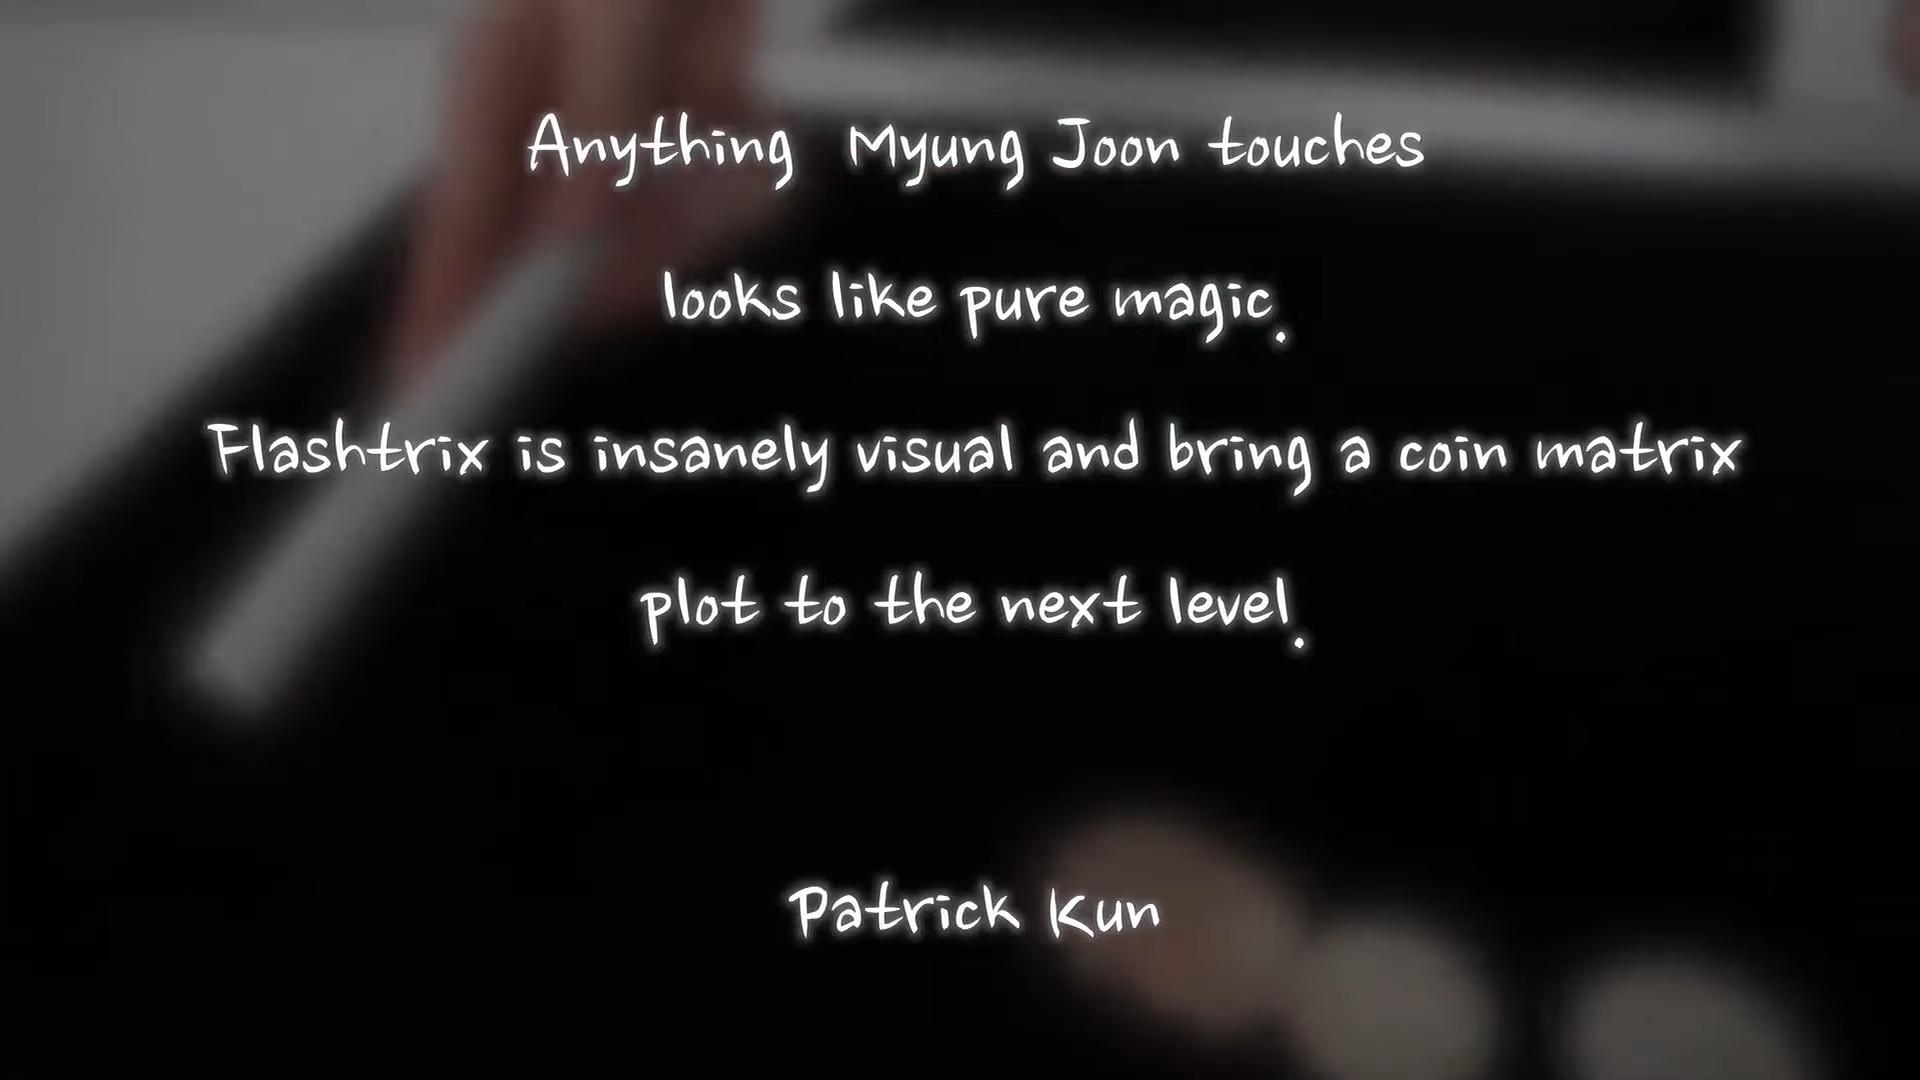 Anything Myung Joon touches
looks like pure magic.
Flashtrix is insanely visual and bring a coin matrix
plot to the next level.
Patrick Kun